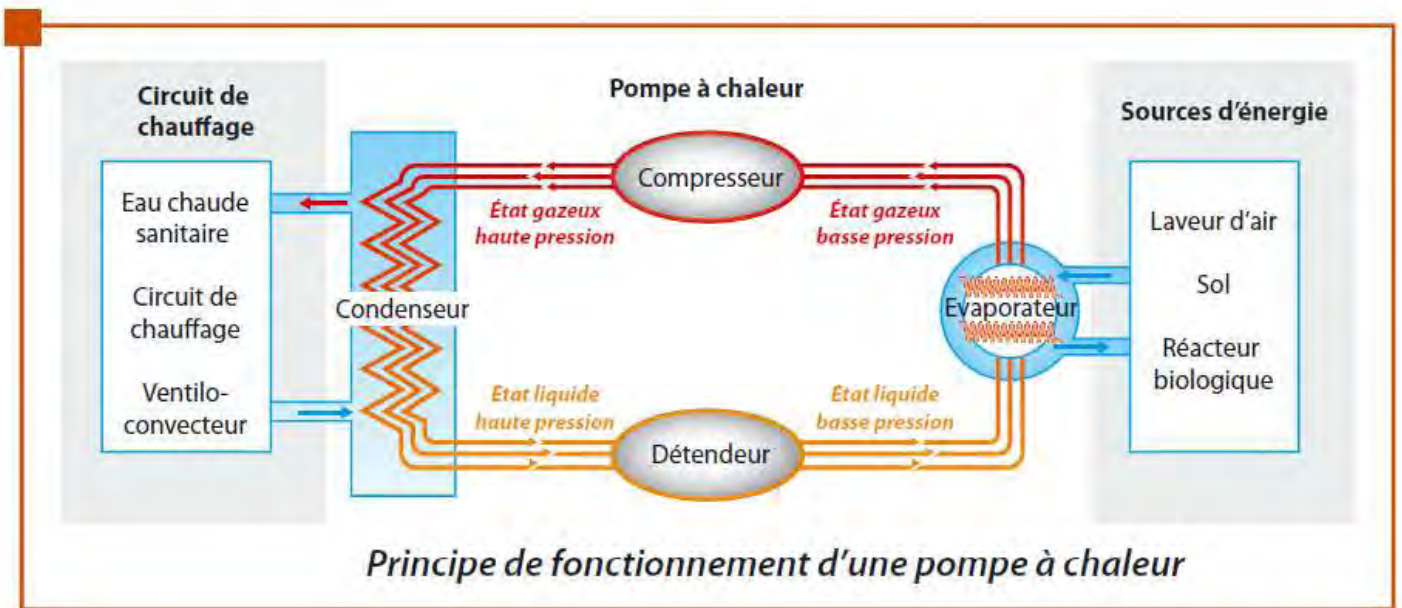 Circuit de
chauffage
Eau chaude
sanitaire
Circuit de
chauffage
Ventilo-
convecteur
Condenseur
Pompe à chaleur
Compresseur
État gazeux
haute pression
État gazeux
basse pression
État liquide
haute pression
État liquide
basse pression
Détendeur
Evaporateur
Sources d'énergie
Laveur d'air
Sol
Réacteur
biologique
Principe de fonctionnement d'une pompe à chaleur